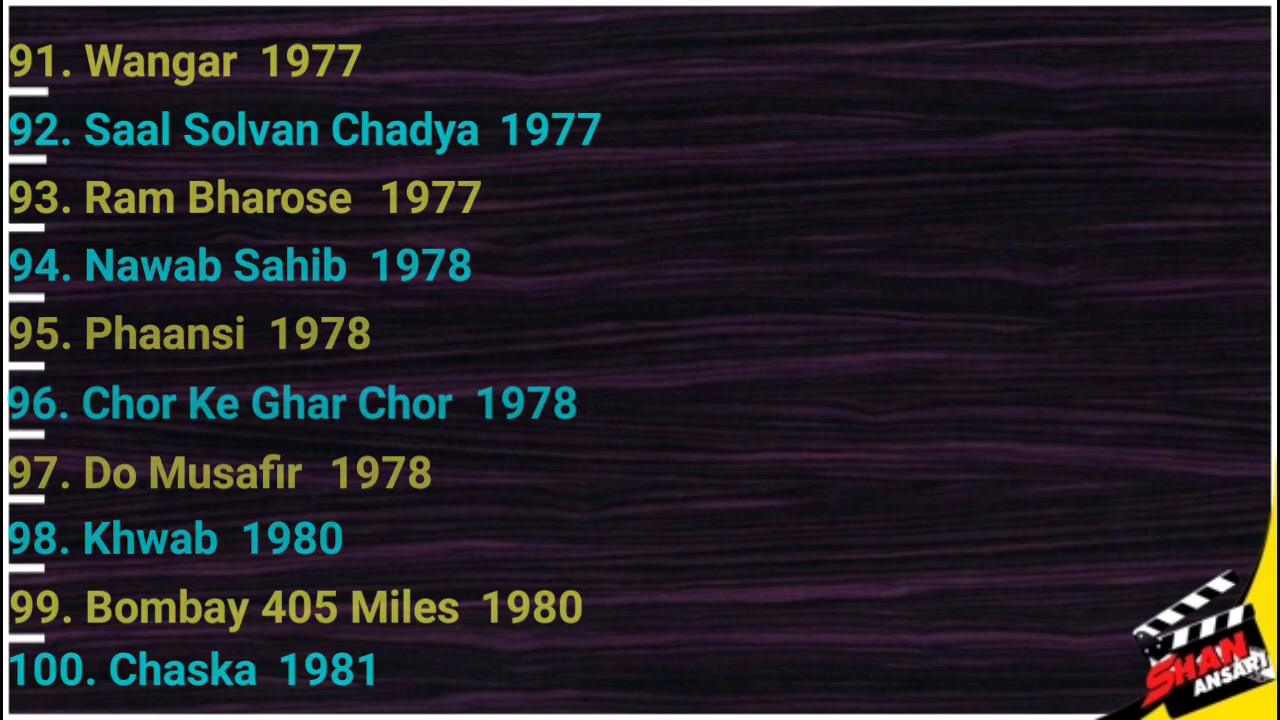 91. Wangar 1977
92. Saal Solvan Chadya 1977
93. Ram Bharose 1977
94. Nawab Sahib 1978
95. Phaansi 1978
96. Chor Ke Ghar Chor 1978
97. Do Musafir 1978
98. Khwab 1980
99. Bombay 405 Miles 1980
100. Chaska 1981
SHAN
ANSARI